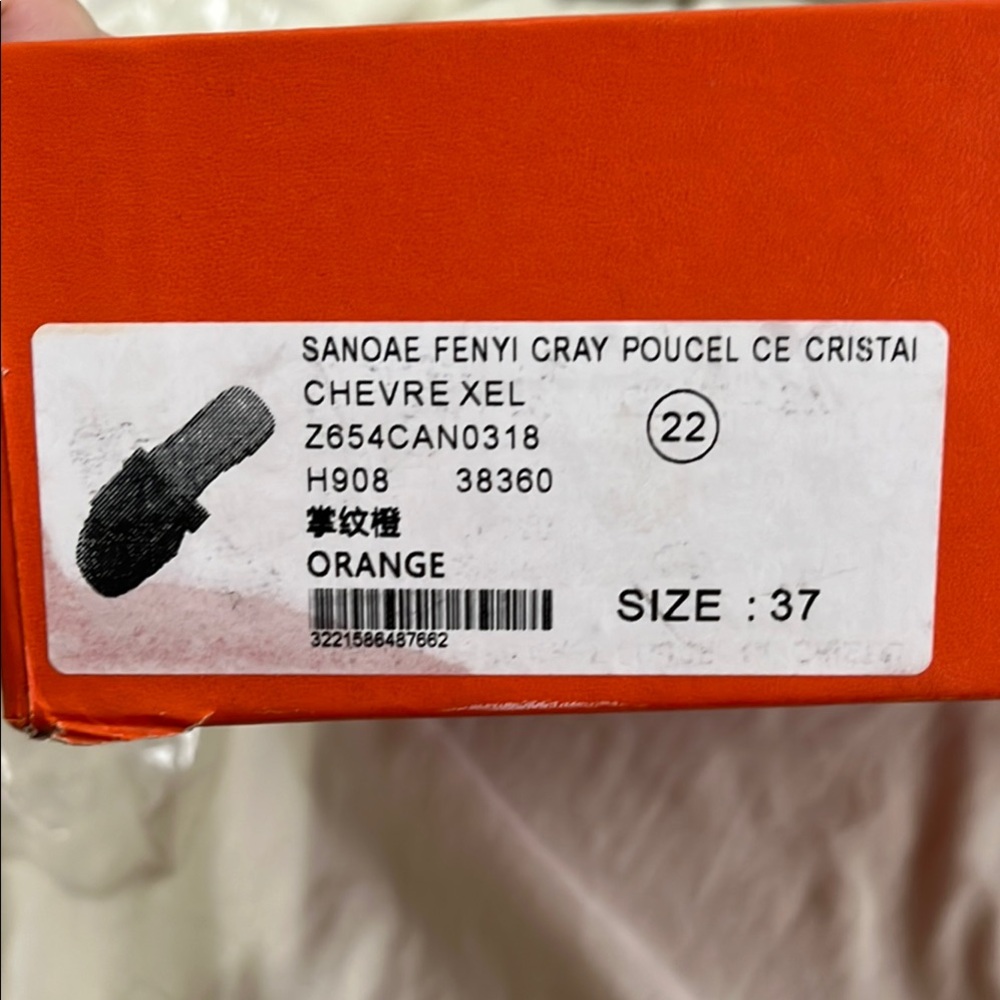 SANOAE FENYI CRAY POUCEL CE CRISTAI
CHEVRE XEL
Z654CAN0318
22
H908 38360
掌纹橙
ORANGE
SIZE : 37
3221586487662